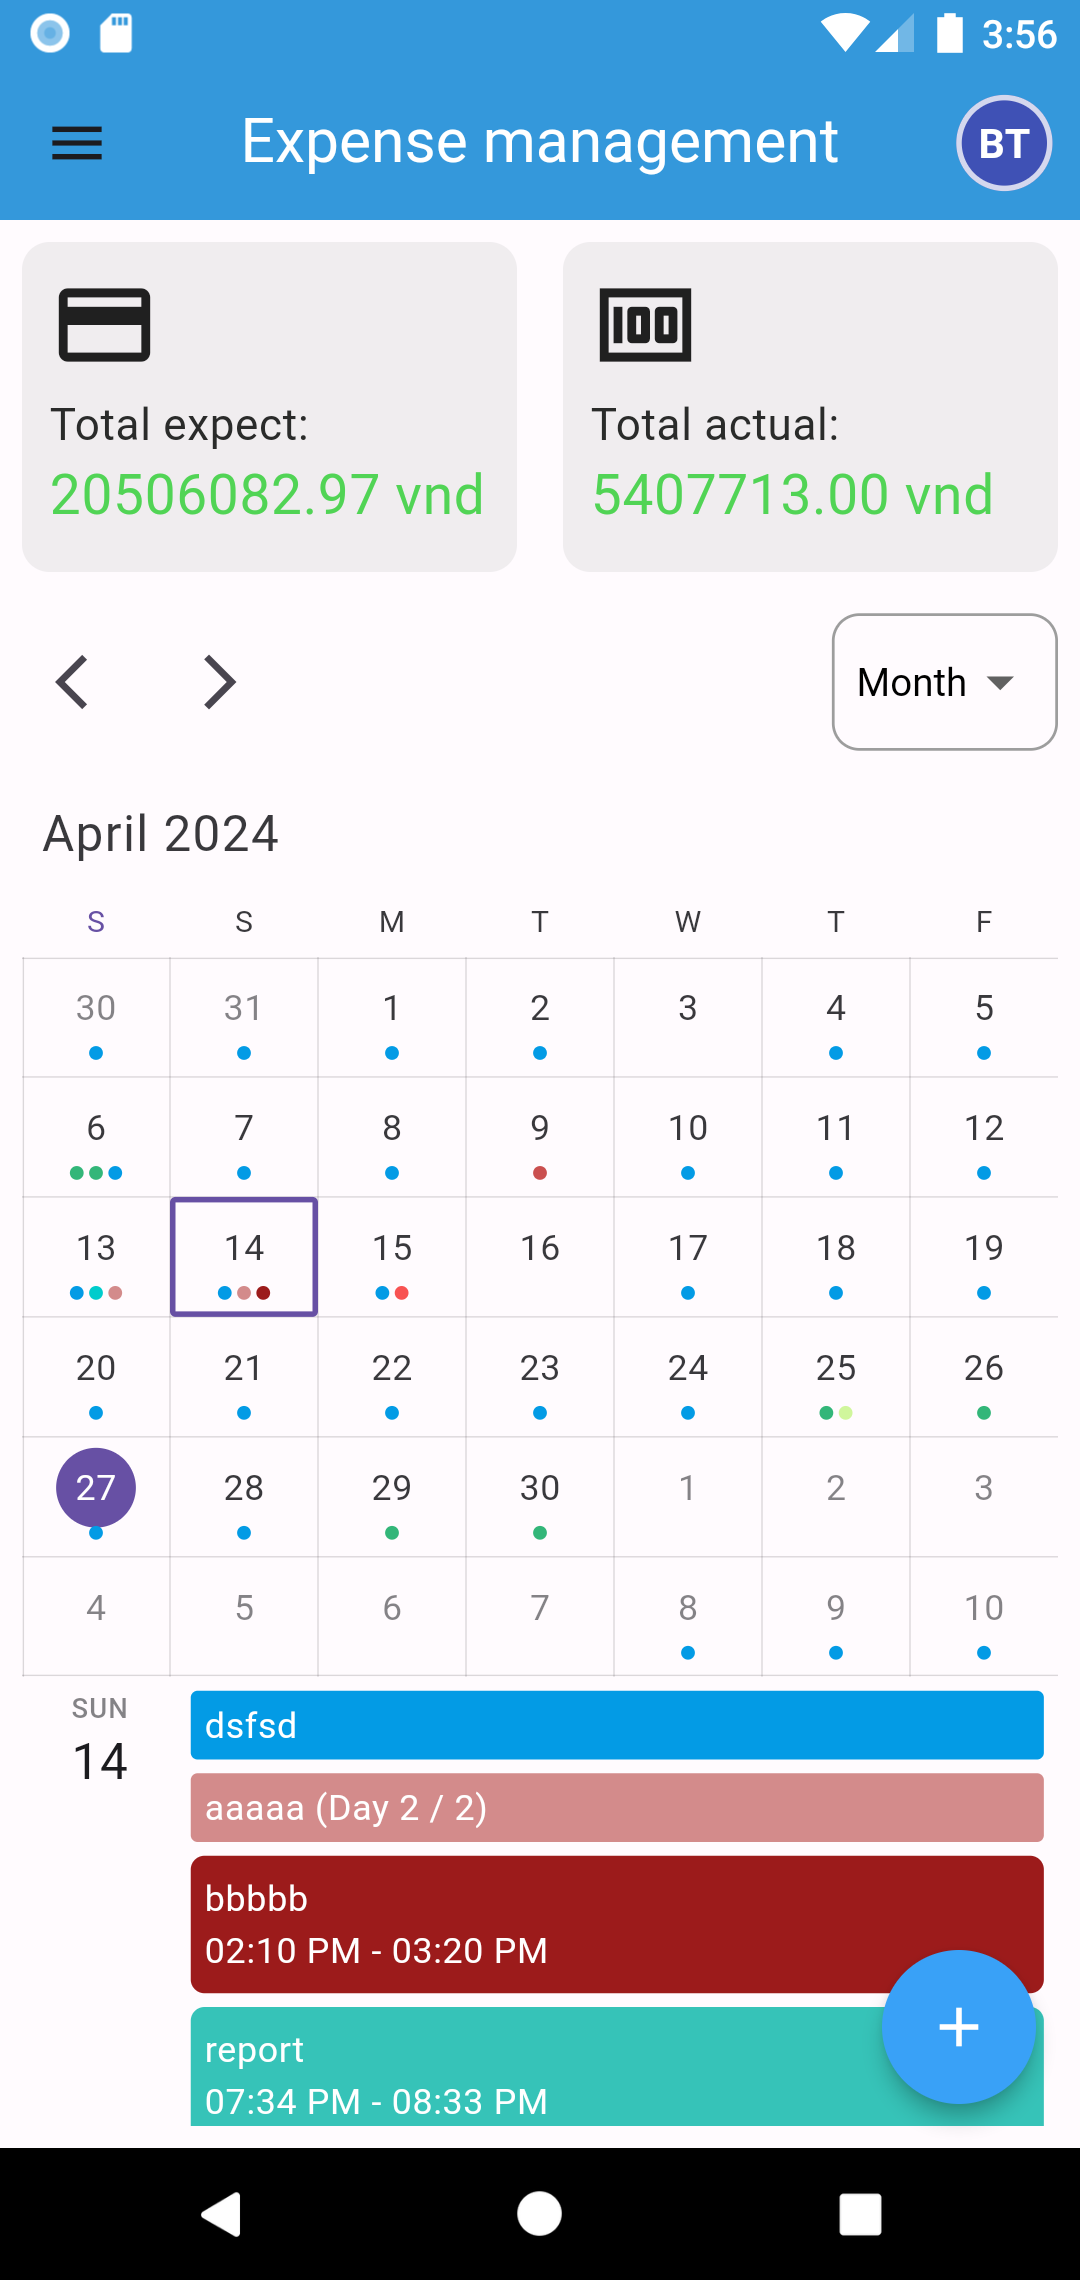 3:56
Expense management
BT
100
Total expect:
20506082.97 vnd
Total actual:
5407713.00 vnd
Month
April 2024
S S M T W T F
30 31 1 2 3 4 5
6 7 8 9 10 11 12
13 14 15 16 17 18 19
20 21 22 23 24 25 26
27 28 29 30 1 2 3
4 5 6 7 8 9 10
SUN
14
dsfsd
aaaaa (Day 2 / 2)
bbbbb
02:10 PM - 03:20 PM
report
07:34 PM - 08:33 PM